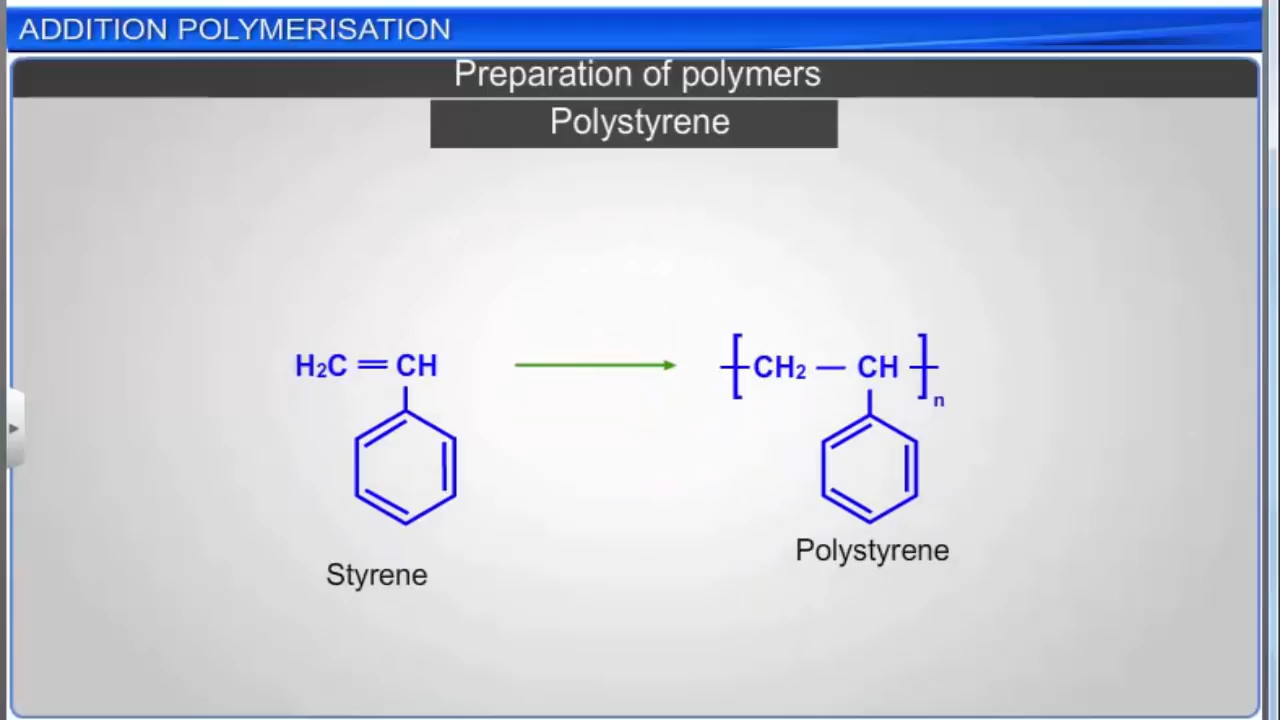 ADDITION POLYMERISATION
Preparation of polymers
Polystyrene
H₂C = CH
[CH₂ — CH]n
Polystyrene
Styrene